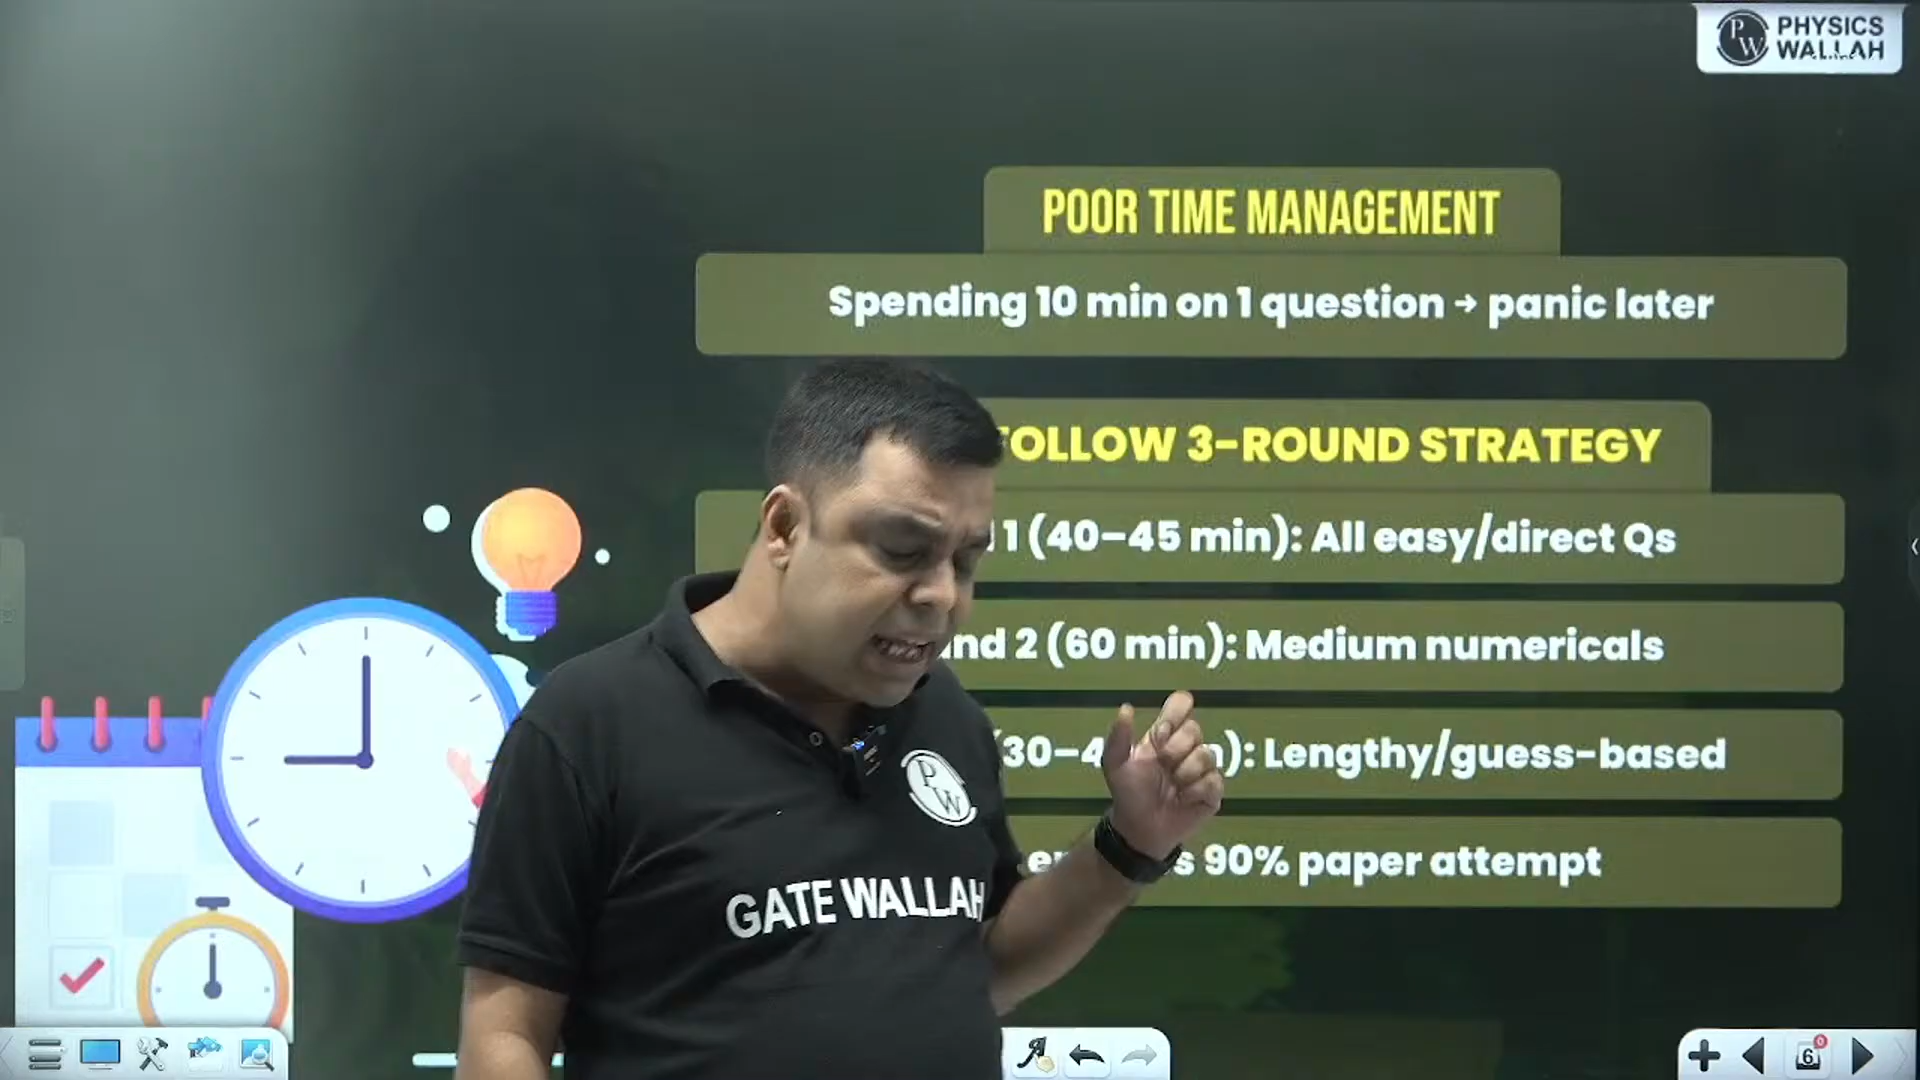 PHYSICS
WALLAH
POOR TIME MANAGEMENT
Spending 10 min on 1 question → panic later
FOLLOW 3-ROUND STRATEGY
1 (40–45 min): All easy/direct Qs
2 (60 min): Medium numericals
(30–4 Lengthy/guess-based
90% paper attempt
PW
GATE WALLAH
6